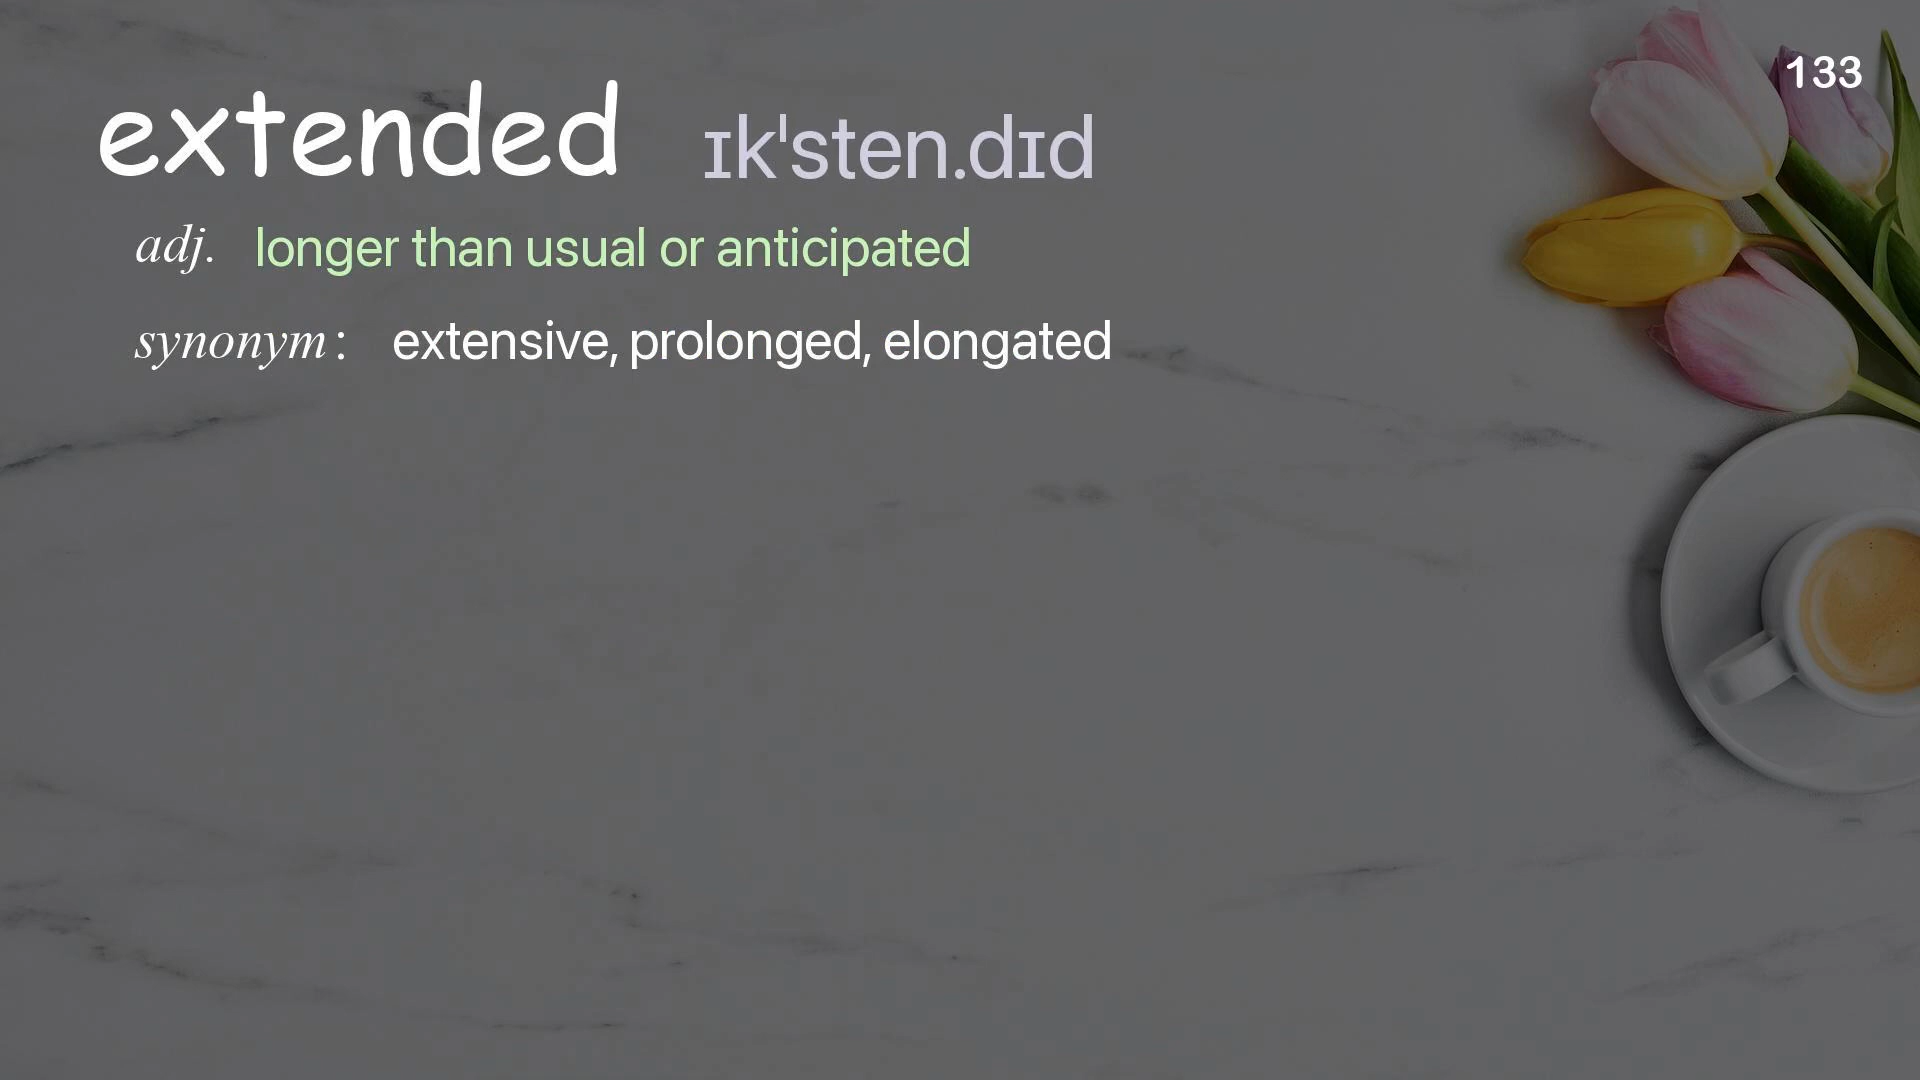 133
extended ɪk'sten.dɪd
adj. longer than usual or anticipated
synonym: extensive, prolonged, elongated